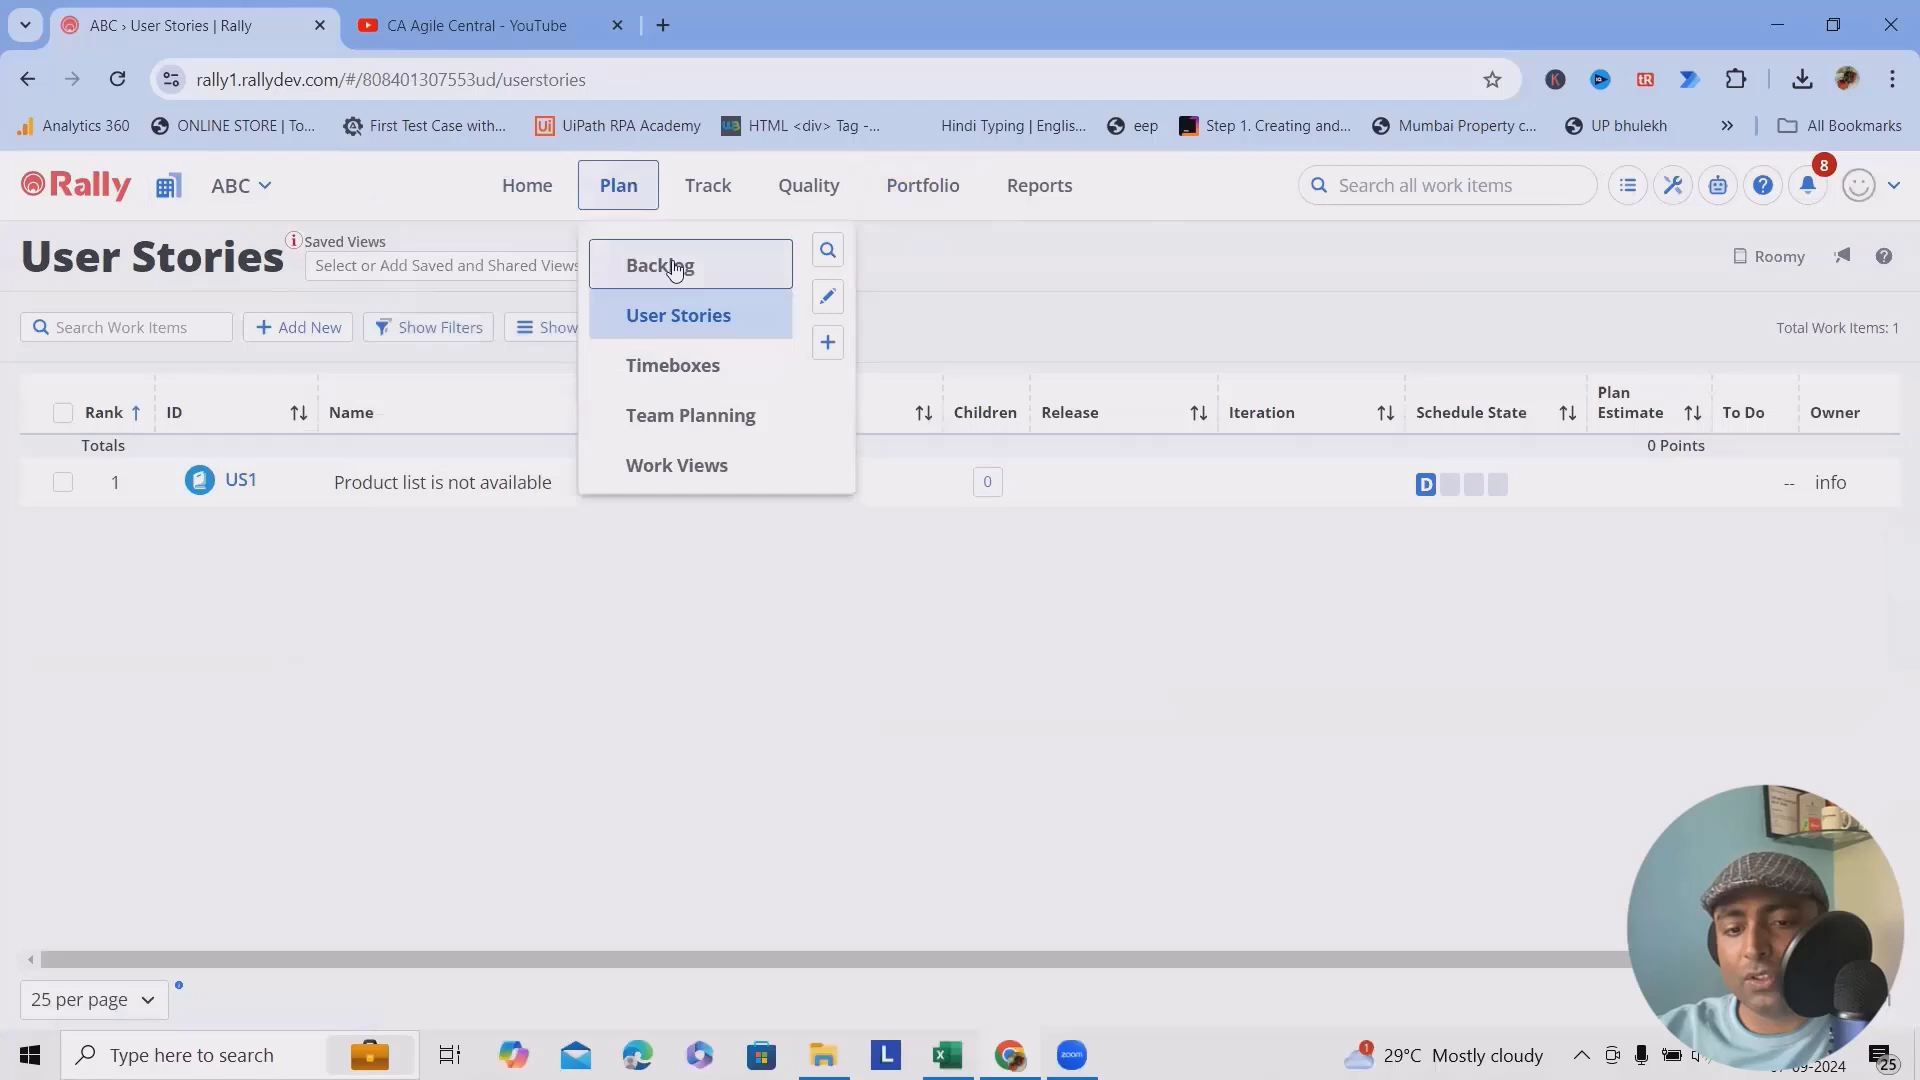 ABC › User Stories | Rally
CA Agile Central - YouTube
rally1.rallydev.com/#/808401307553ud/userstories
Analytics 360
ONLINE STORE | To...
First Test Case with...
Ui
UiPath RPA Academy
HTML <div> Tag -...
Hindi Typing | Englis...
eep
Step 1. Creating and...
Mumbai Property c...
UP bhulekh
All Bookmarks
Rally
ABC
Home
Plan
Track
Quality
Portfolio
Reports
Search all work items
8
User Stories
Saved Views
Select or Add Saved and Shared Views
Roomy
Search Work Items
Add New
Show Filters
Show
Total Work Items: 1
Backlog
User Stories
Timeboxes
Team Planning
Work Views
Rank
ID
Name
Children
Release
Iteration
Schedule State
Plan
Estimate
To Do
Owner
Totals
0 Points
1
US1
Product list is not available
0
D
--
info
25 per page
Type here to search
L
zoom
1
29°C Mostly cloudy
25